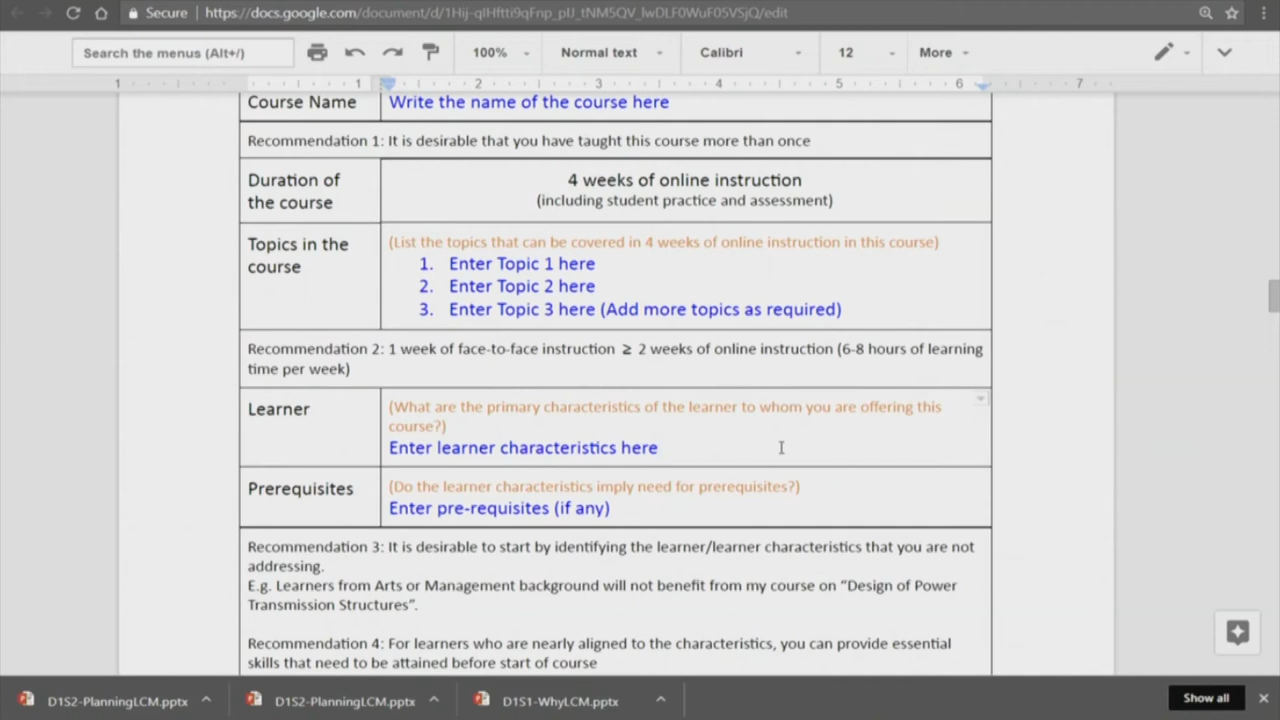 Secure
https://docs.google.com/document/d/1Hij-qIHftti9qFnp_pIJ_tNM5QV_lwDLF0WuF05VSjQ/edit
Search the menus (Alt+/)
100%
Normal text
Calibri
12
More
1 1 2 3 4 5 6 7
Course Name
Write the name of the course here
Recommendation 1: It is desirable that you have taught this course more than once
Duration of
the course
4 weeks of online instruction
(including student practice and assessment)
Topics in the
course
(List the topics that can be covered in 4 weeks of online instruction in this course)
1. Enter Topic 1 here
2. Enter Topic 2 here
3. Enter Topic 3 here (Add more topics as required)
Recommendation 2: 1 week of face-to-face instruction ≥ 2 weeks of online instruction (6-8 hours of learning
time per week)
Learner
(What are the primary characteristics of the learner to whom you are offering this
course?)
Enter learner characteristics here
Prerequisites
(Do the learner characteristics imply need for prerequisites?)
Enter pre-requisites (if any)
Recommendation 3: It is desirable to start by identifying the learner/learner characteristics that you are not
addressing.
E.g. Learners from Arts or Management background will not benefit from my course on “Design of Power
Transmission Structures”.
Recommendation 4: For learners who are nearly aligned to the characteristics, you can provide essential
skills that need to be attained before start of course
D1S2-PlanningLCM.pptx
D1S2-PlanningLCM.pptx
D1S1-WhyLCM.pptx
Show all